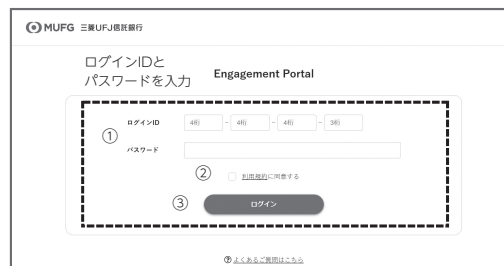 MUFG 三菱UFJ信託銀行
ログインIDと
パスワードを入力
Engagement Portal
①
ログインID 4桁 - 4桁 - 4桁 - 3桁
パスワード
② 利用規約に同意する
③ ログイン
? よくあるご質問はこちら